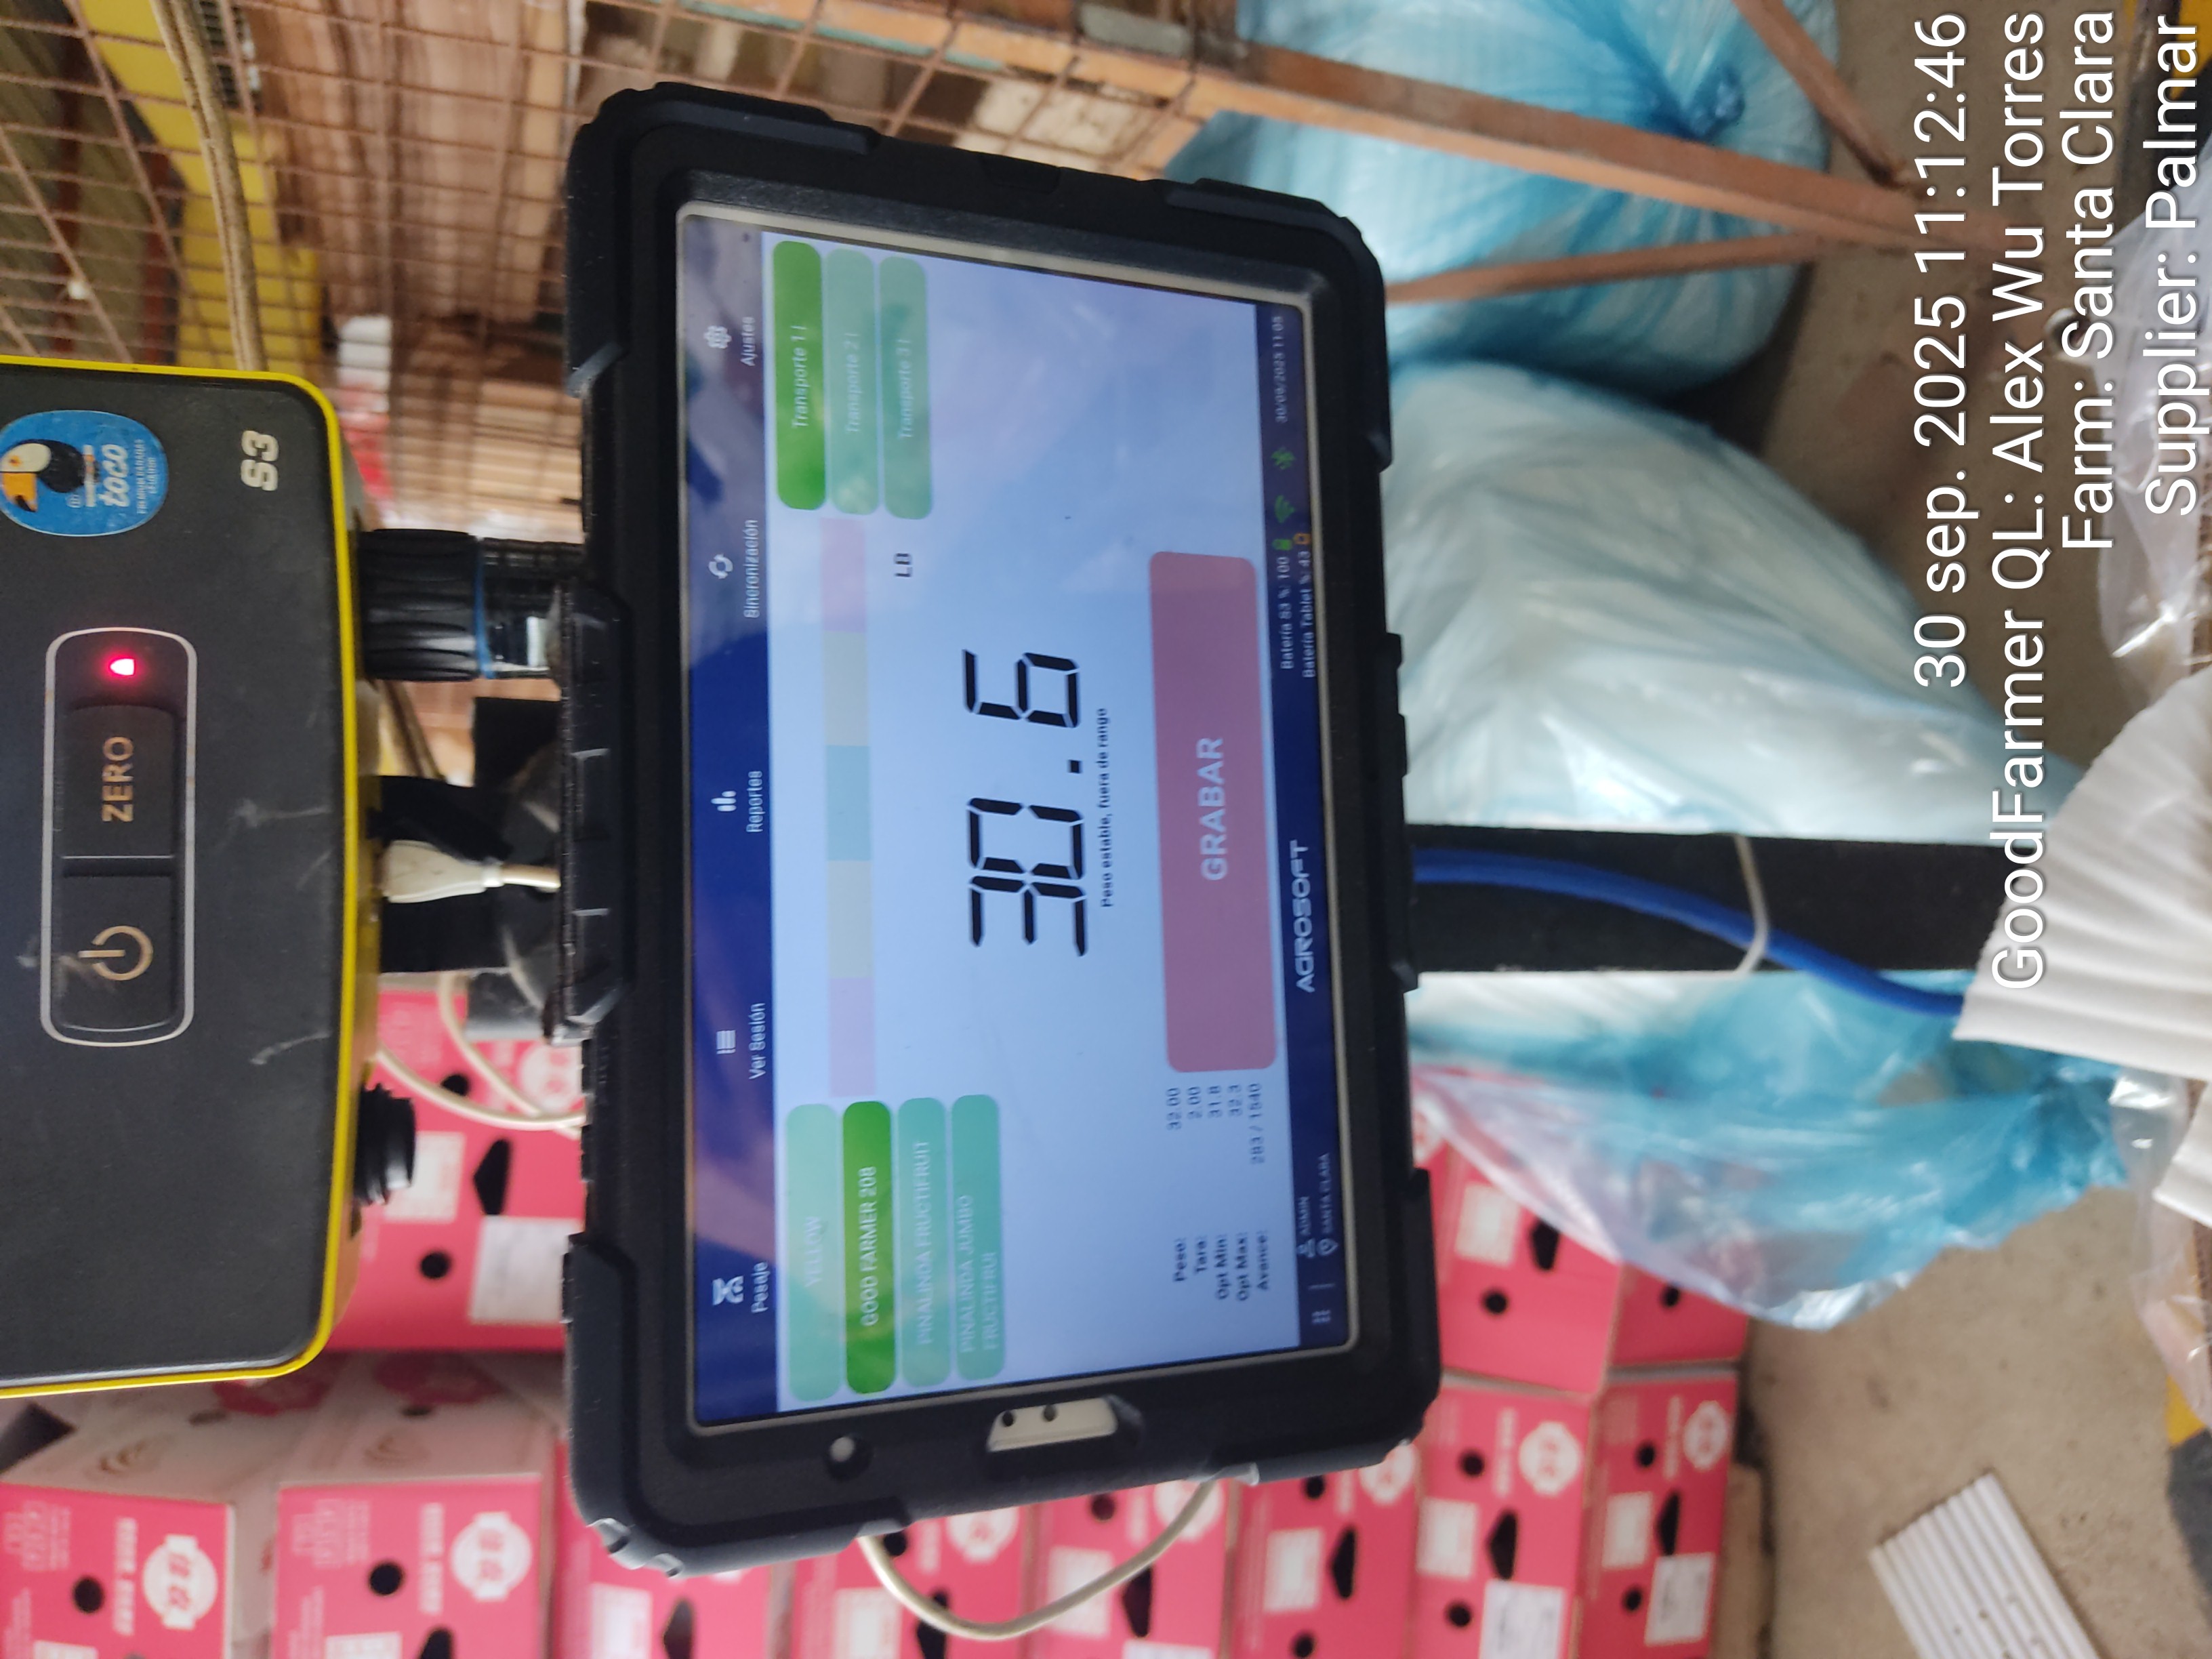 ZERO
toco
PREMIUM BANANAS
ECUADOR
S3
Pesaje
Ver Sesión
Reportes
Sincronización
Ajustes
YELLOW
GOOD FARMER 208
PINALINDA FRUCTIFRUIT
PINALINDA JUMBO
FRUCTIFRUI
Transporte 1 |
Transporte 2 |
Transporte 3 |
LB
30.6
Peso estable, fuera de rango
Peso: 32.00
Tara: 2.00
Opt Min: 31.8
Opt Max: 32.3
Avance: 283 / 1540
GRABAR
ADMIN
SANTA CLARA
AGROSOFT
Batería S3 %: 100
Batería Tablet %: 43
30/09/2025 11:05
30 sep. 2025 11:12:46
GoodFarmer QL: Alex Wu Torres
Farm: Santa Clara
Supplier: Palmar